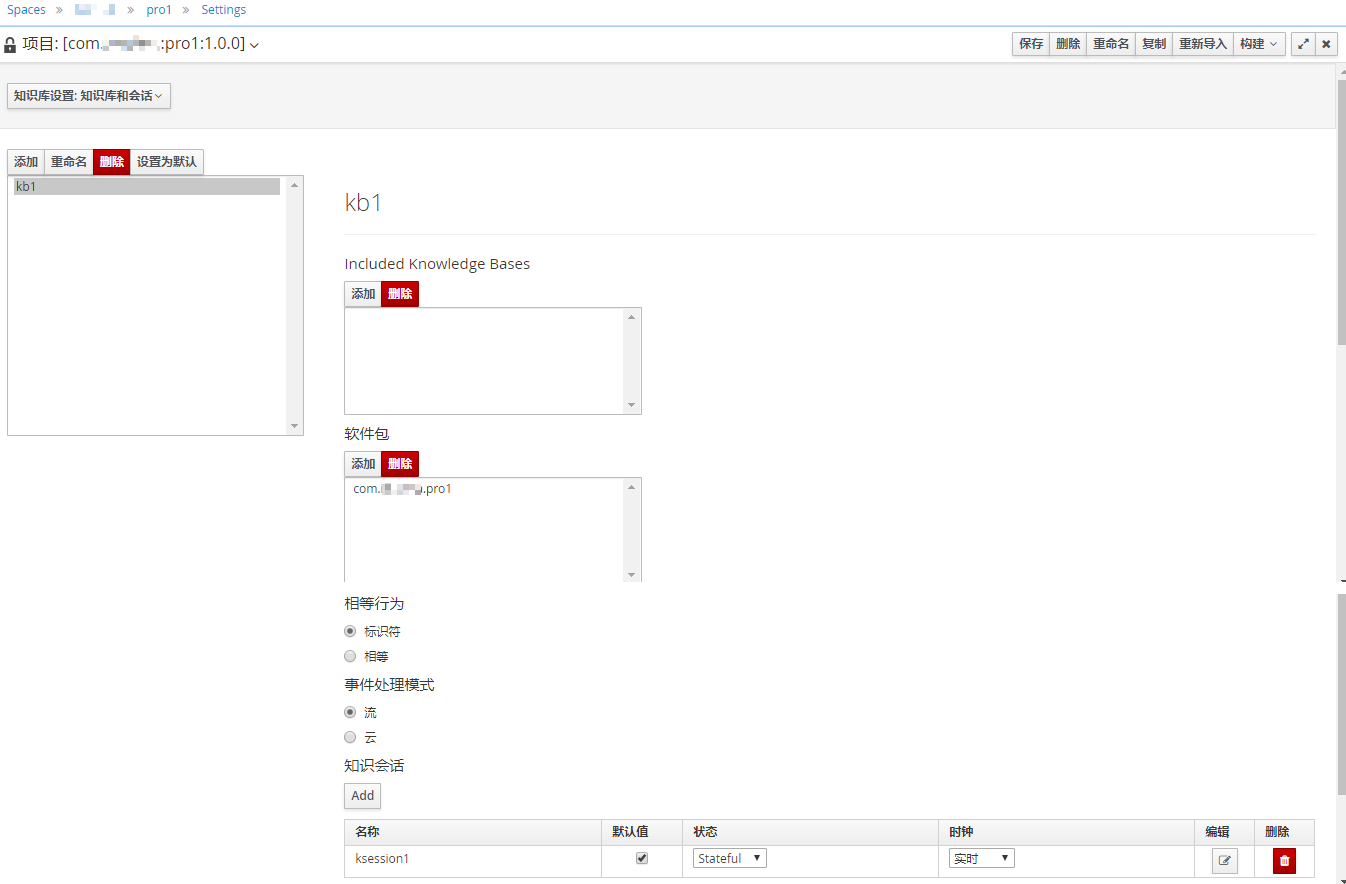 Spaces » » pro1 » Settings
项目: [com. :pro1:1.0.0]
保存 删除 重命名 复制 重新导入 构建
知识库设置: 知识库和会话
添加 重命名 删除 设置为默认
kb1
kb1
Included Knowledge Bases
添加 删除
软件包
添加 删除
com. .pro1
相等行为
标识符
相等
事件处理模式
流
云
知识会话
Add
名称 默认值 状态 时钟 编辑 删除
ksession1 Stateful 实时